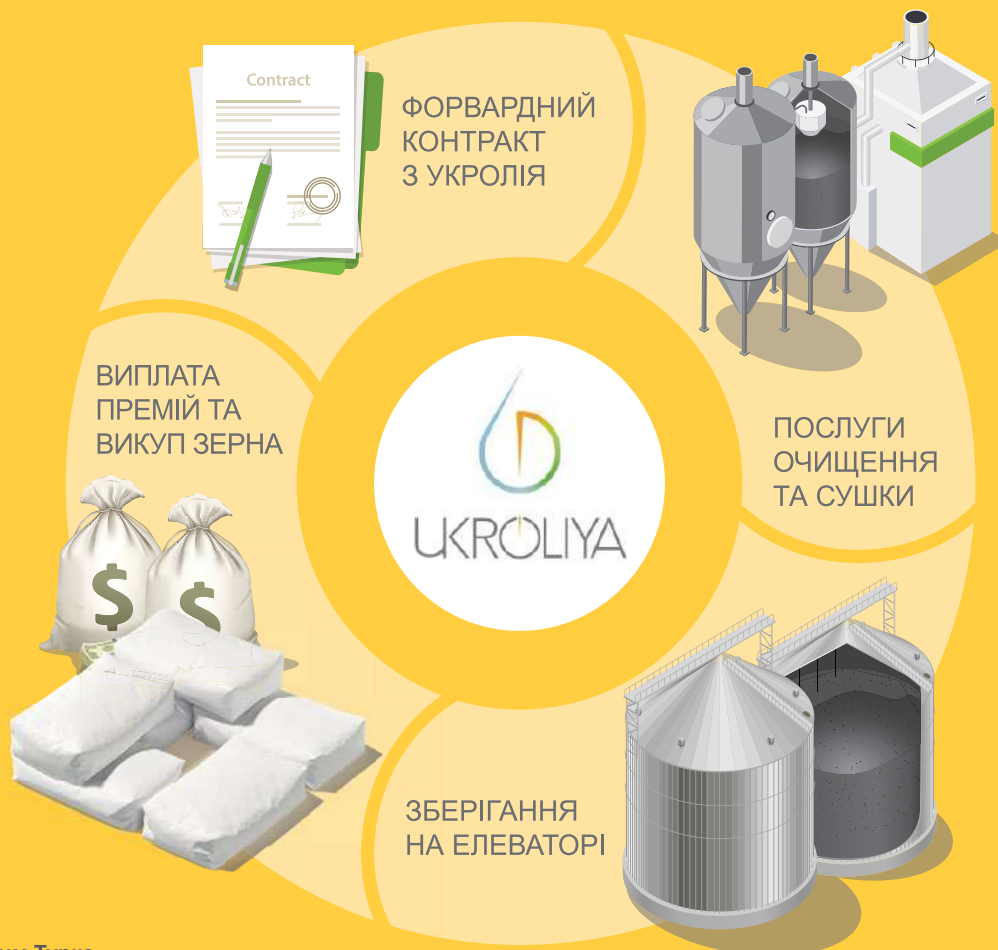 Contract
ФОРВАРДНИЙ
КОНТРАКТ
З УКРОЛІЯ
ПОСЛУГИ
ОЧИЩЕННЯ
ТА СУШКИ
ЗБЕРІГАННЯ
НА ЕЛЕВАТОРІ
ВИПЛАТА
ПРЕМІЙ ТА
ВИКУП ЗЕРНА
$
$
UKROLIYA